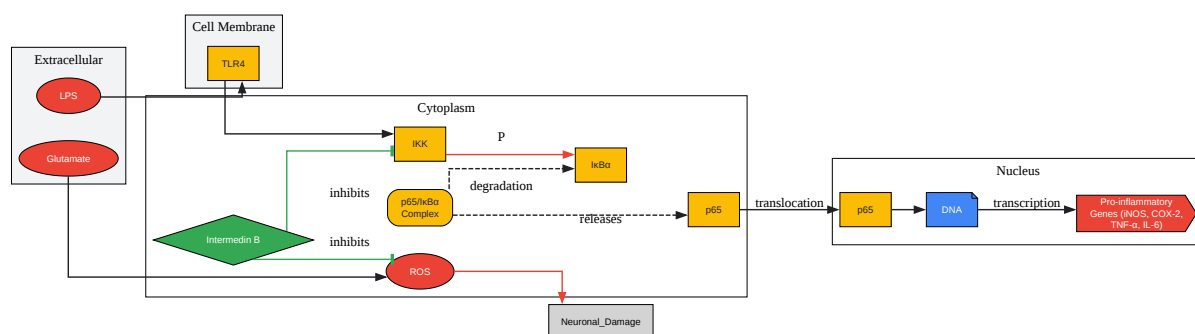 Cell Membrane
TLR4
Extracellular
LPS
Glutamate
Cytoplasm
IKK
P
IκBα
inhibits
degradation
p65/IκBα
Complex
releases
p65
translocation
Intermedin B
inhibits
ROS
Neuronal_Damage
Nucleus
p65
DNA
transcription
Pro-inflammatory
Genes (iNOS, COX-2,
TNF-α, IL-6)